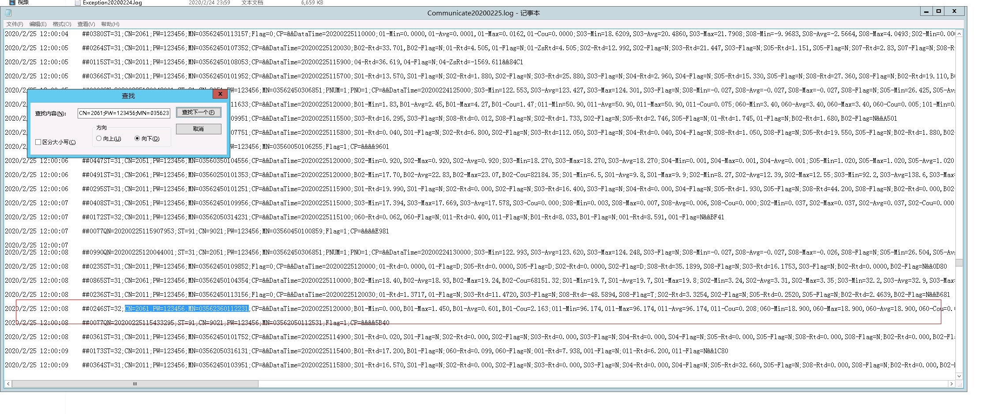 视频 Exception20200224.log 2020/2/24 23:59 文本文档 6,659 KB
Communicate20200225.log - 记事本
文件(F) 编辑(E) 格式(O) 查看(V) 帮助(H)
2020/2/25 12:00:04 ##0380ST=31;CN=2061;PW=123456;MN=03562450113157;Flag=0;CP=&&DataTime=20200225110000;01-Min=0.0000,01-Avg=0.0001,01-Max=0.0162,01-Cou=0.0000;S03-Min=18.6209,S03-Avg=20.4860,S03-Max=21.7908;S08-Min=-9.9683,S08-Avg=-2.5664,S08-Max=4.0493;S02-Min=0.00
2020/2/25 12:00:05 ##0264ST=31;CN=2011;PW=123456;MN=03562450107352;CP=&&DataTime=20200225120030;B02-Rtd=33.701,B02-Flag=N;01-Rtd=4.505,01-Flag=N;01-ZsRtd=4.505;S02-Rtd=12.992,S02-Flag=N;S03-Rtd=21.447,S03-Flag=N;S05-Rtd=1.151,S05-Flag=N;S07-Rtd=2.83,S07-Flag=N;S08-R
2020/2/25 12:00:05 ##0115ST=31;CN=2011;PW=123456;MN=03562450108053;CP=&&DataTime=20200225115900;04-Rtd=36.619,04-Flag=N;04-ZsRtd=-1569.611&&84C1
2020/2/25 12:00:05 ##0366ST=31;CN=2011;PW=123456;MN=03562450101952;CP=&&DataTime=20200225115700;S01-Rtd=13.570,S01-Flag=N;S02-Rtd=1.880,S02-Flag=N;S03-Rtd=25.880,S03-Flag=N;S04-Rtd=2.960,S04-Flag=N;S05-Rtd=15.330,S05-Flag=N;S08-Rtd=27.360,S08-Flag=N;B02-Rtd=19.110,B
PW=123456;MN=03562450306851;PNUM=1;PNO=1;CP=&&DataTime=20200224125000;S03-Min=122.553,S03-Avg=123.427,S03-Max=124.301,S03-Flag=N;S08-Min=-0.027,S08-Avg=-0.027,S08-Max=-0.027,S08-Flag=N;S05-Min=26.425,S05-Av
2020/2/ 11633;CP=&&DataTime=20200225120000;B01-Min=1.83,B01-Avg=2.45,B01-Max=4.27,B01-Cou=1.47;011-Min=50.90,011-Avg=50.90,011-Max=50.90,011-Cou=0.075;060-Min=3.40,060-Avg=3.40,060-Max=3.40,060-Cou=0.005;101-Min=0.
2020/2/ 09951;CP=&&DataTime=20200225115500;S03-Rtd=16.295,S03-Flag=N;S08-Rtd=0.012,S08-Flag=N;S02-Rtd=1.733,S02-Flag=N;S05-Rtd=2.746,S05-Flag=N;01-Rtd=1.745,01-Flag=N;B02-Rtd=1.680,B02-Flag=N&&A501
2020/2/ 07751;CP=&&DataTime=20200225115800;S01-Rtd=0.040,S01-Flag=N;S02-Rtd=6.800,S02-Flag=N;S03-Rtd=112.050,S03-Flag=N;S04-Rtd=0.040,S04-Flag=N;S08-Rtd=1.050,S08-Flag=N;S05-Rtd=19.550,S05-Flag=N;B02-Rtd=1.880,B02-
2020/2/ W=123456;MN=03560050106255;Flag=1;CP=&&&&9601
查找
查找内容(N): CN=2061;PW=123456;MN=035623 查找下一个(F)
方向 取消
区分大小写(C) 向上(U) 向下(D)
2020/2/25 12:00:06 ##0447ST=31;CN=2051;PW=123456;MN=03560350104556;CP=&&DataTime=20200225120000;S02-Min=0.920,S02-Max=0.920,S02-Avg=0.920;S03-Min=18.270,S03-Max=18.270,S03-Avg=18.270;S04-Min=0.001,S04-Max=0.001,S04-Avg=0.001;S05-Min=1.020,S05-Max=1.020,S05-Avg=1.020
2020/2/25 12:00:06 ##0491ST=31;CN=2061;PW=123456;MN=03560250101353;CP=&&DataTime=20200225120000;B02-Min=17.70,B02-Avg=22.83,B02-Max=23.07,B02-Cou=82184.35;S01-Min=6.5,S01-Avg=9.8,S01-Max=9.9;S02-Min=8.27,S02-Avg=12.39,S02-Max=12.55;S03-Min=92.2,S03-Avg=138.6,S03-Max=
2020/2/25 12:00:06 ##0295ST=31;CN=2011;PW=123456;MN=03562450101251;CP=&&DataTime=20200225115900;S01-Rtd=19.990,S01-Flag=N;S02-Rtd=0.000,S02-Flag=N;S03-Rtd=16.400,S03-Flag=N;S04-Rtd=0.000,S04-Flag=N;S05-Rtd=1.930,S05-Flag=N;S08-Rtd=44.200,S08-Flag=N;B02-Rtd=0.000,B02-
2020/2/25 12:00:07 ##0408ST=31;CN=2051;PW=123456;MN=03562450109956;CP=&&DataTime=20200225115000;S03-Min=17.394,S03-Max=17.669,S03-Avg=17.578,S03-Cou=0.000;S08-Min=0.003,S08-Max=0.007,S08-Avg=0.006,S08-Cou=0.000;S02-Min=0.037,S02-Max=0.037,S02-Avg=0.037,S02-Cou=0.000
2020/2/25 12:00:07 ##0172ST=32;CN=2011;PW=123456;MN=03562050314231;CP=&&DataTime=20200225115100;060-Rtd=0.062,060-Flag=N;011-Rtd=0.400,011-Flag=N;B01-Rtd=8.033,B01-Flag=N;001-Rtd=8.591,001-Flag=N&&BF41
2020/2/25 12:00:07 ##0077QN=20200225115907953;ST=91;CN=9021;PW=123456;MN=03560450100859;Flag=1;CP=&&&&E981
2020/2/25 12:00:07
2020/2/25 12:00:08 ##0990QN=20200225120044001;ST=31;CN=2051;PW=123456;MN=03562450306851;PNUM=1;PNO=1;CP=&&DataTime=20200224130000;S03-Min=122.993,S03-Avg=123.620,S03-Max=124.248,S03-Flag=N;S08-Min=-0.027,S08-Avg=-0.027,S08-Max=-0.026,S08-Flag=N;S05-Min=26.504,S05-Av
2020/2/25 12:00:08 ##0235ST=31;CN=2011;PW=123456;MN=03562450109852;Flag=0;CP=&&DataTime=20200225120000;01-Rtd=0.0000,01-Flag=D;S05-Rtd=0.0000,S05-Flag=D;S02-Rtd=0.0000,S02-Flag=D;S08-Rtd=35.1899,S08-Flag=N;S03-Rtd=16.1753,S03-Flag=N;B02-Rtd=0.0000,B02-Flag=N&&0D80
2020/2/25 12:00:08 ##0865ST=31;CN=2061;PW=123456;MN=03562450104354;CP=&&DataTime=20200225110000;B02-Min=18.40,B02-Avg=18.93,B02-Max=19.24,B02-Cou=68151.32;S01-Min=19.7,S01-Avg=19.7,S01-Max=19.8;S02-Min=3.24,S02-Avg=3.31,S02-Max=3.35;S03-Min=32.2,S03-Avg=32.9,S03-Max=
2020/2/25 12:00:08 ##0236ST=31;CN=2011;PW=123456;MN=03562450113156;Flag=0;CP=&&DataTime=20200225120030;01-Rtd=1.3717,01-Flag=N;S03-Rtd=11.4720,S03-Flag=N;S08-Rtd=-48.5894,S08-Flag=T;S02-Rtd=3.3254,S02-Flag=N;S05-Rtd=0.2520,S05-Flag=N;B02-Rtd=2.4639,B02-Flag=N&&B681
2020/2/25 12:00:08 ##0246ST=32;CN=2061;PW=123456;MN=03562360112231;CP=&&DataTime=20200225120000;B01-Min=0.000,B01-Max=1.450,B01-Avg=0.601,B01-Cou=2.163;011-Min=96.174,011-Max=96.174,011-Avg=96.174,011-Cou=0.208;060-Min=18.900,060-Max=18.900,060-Avg=18.900,060-Cou=0.
2020/2/25 12:00:08 ##0077QN=20200225115433295;ST=91;CN=9021;PW=123456;MN=03562050112531;Flag=1;CP=&&&&5B40
2020/2/25 12:00:08 ##0361ST=31;CN=2011;PW=123456;MN=03562450101752;CP=&&DataTime=20200225114900;S01-Rtd=0.020,S01-Flag=N;S02-Rtd=0.000,S02-Flag=N;S03-Rtd=0.000,S03-Flag=N;S04-Rtd=0.000,S04-Flag=N;S05-Rtd=0.000,S05-Flag=N;S08-Rtd=0.000,S08-Flag=N;B02-Rtd=0.000,B02-Fl
2020/2/25 12:00:09 ##0173ST=32;CN=2011;PW=123456;MN=03562050316131;CP=&&DataTime=20200225115400;B01-Rtd=17.200,B01-Flag=N;060-Rtd=0.099,060-Flag=N;001-Rtd=7.938,001-Flag=N;011-Rtd=6.200,011-Flag=N&&1C80
2020/2/25 12:00:09 ##0364ST=31;CN=2011;PW=123456;MN=03562450103951;CP=&&DataTime=20200225115800;S01-Rtd=16.570,S01-Flag=N;S02-Rtd=0.000,S02-Flag=N;S03-Rtd=0.000,S03-Flag=N;S04-Rtd=0.000,S04-Flag=N;S05-Rtd=32.660,S05-Flag=N;S08-Rtd=0.000,S08-Flag=N;B02-Rtd=0.000,B02-